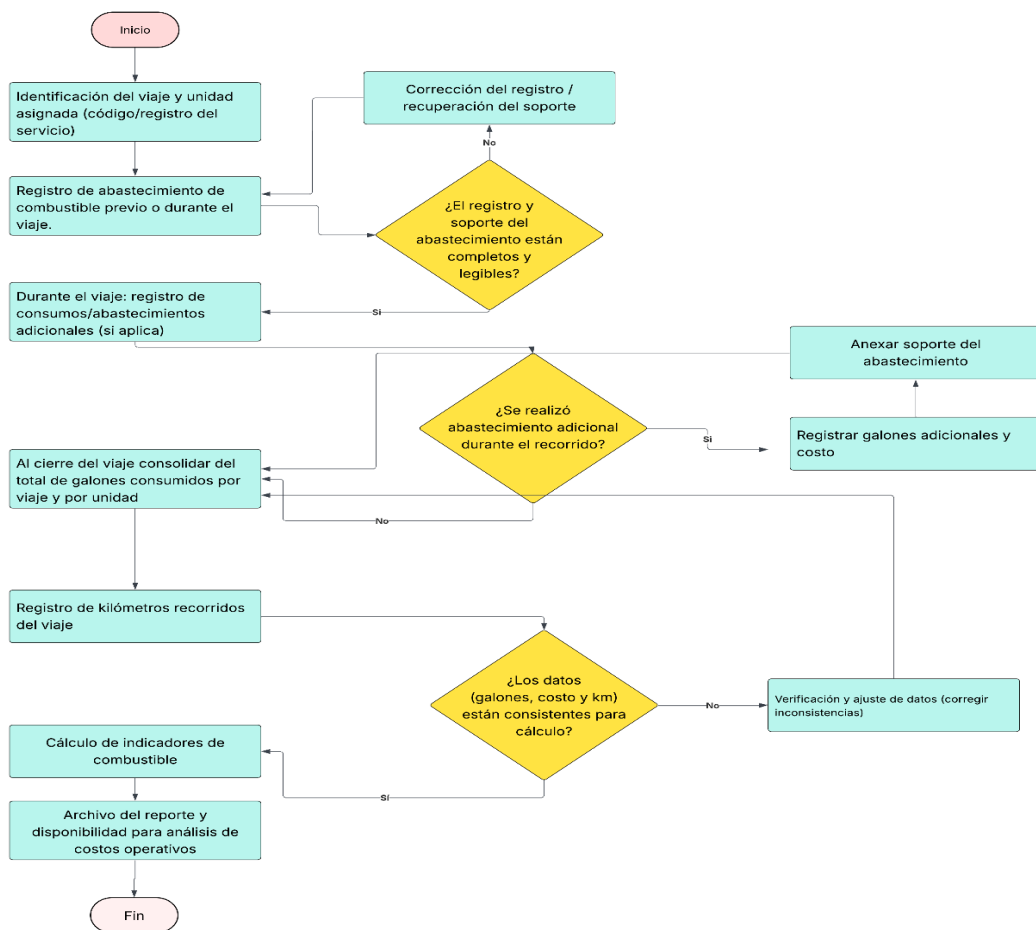 Inicio
Identificación del viaje y unidad
asignada (código/registro del
servicio)
Corrección del registro /
recuperación del soporte
No
Registro de abastecimiento de
combustible previo o durante el
viaje.
¿El registro y
soporte del
abastecimiento están
completos y
legibles?
Si
Durante el viaje: registro de
consumos/abastecimientos
adicionales (si aplica)
Anexar soporte del
abastecimiento
¿Se realizó
abastecimiento adicional
durante el recorrido?
Si
Registrar galones adicionales y
costo
Al cierre del viaje consolidar del
total de galones consumidos por
viaje y por unidad
No
Registro de kilómetros recorridos
del viaje
¿Los datos
(galones, costo y km)
están consistentes para
cálculo?
No
Verificación y ajuste de datos (corregir
inconsistencias)
Cálculo de indicadores de
combustible
Sí
Archivo del reporte y
disponibilidad para análisis de
costos operativos
Fin